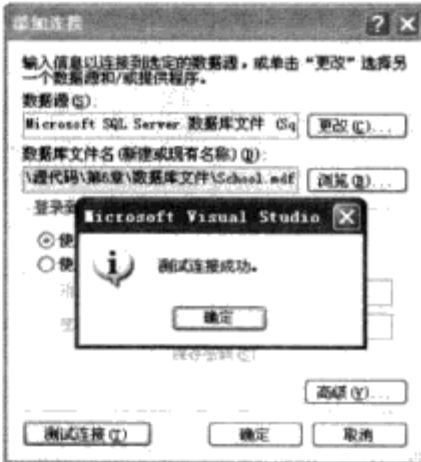 添加连接
输入信息以连接到选定的数据源，或单击“更改”选择另
一个数据源和/或提供程序。
数据源(S):
Microsoft SQL Server 数据库文件 (Sq
更改(C)...
数据库文件名(新建或现有名称)(D):
\源代码\第6章\数据库文件\School.mdf
浏览(B)...
登录到
使
使
Microsoft Visual Studio
测试连接成功。
确定
高级(V)...
测试连接(T)
确定
取消